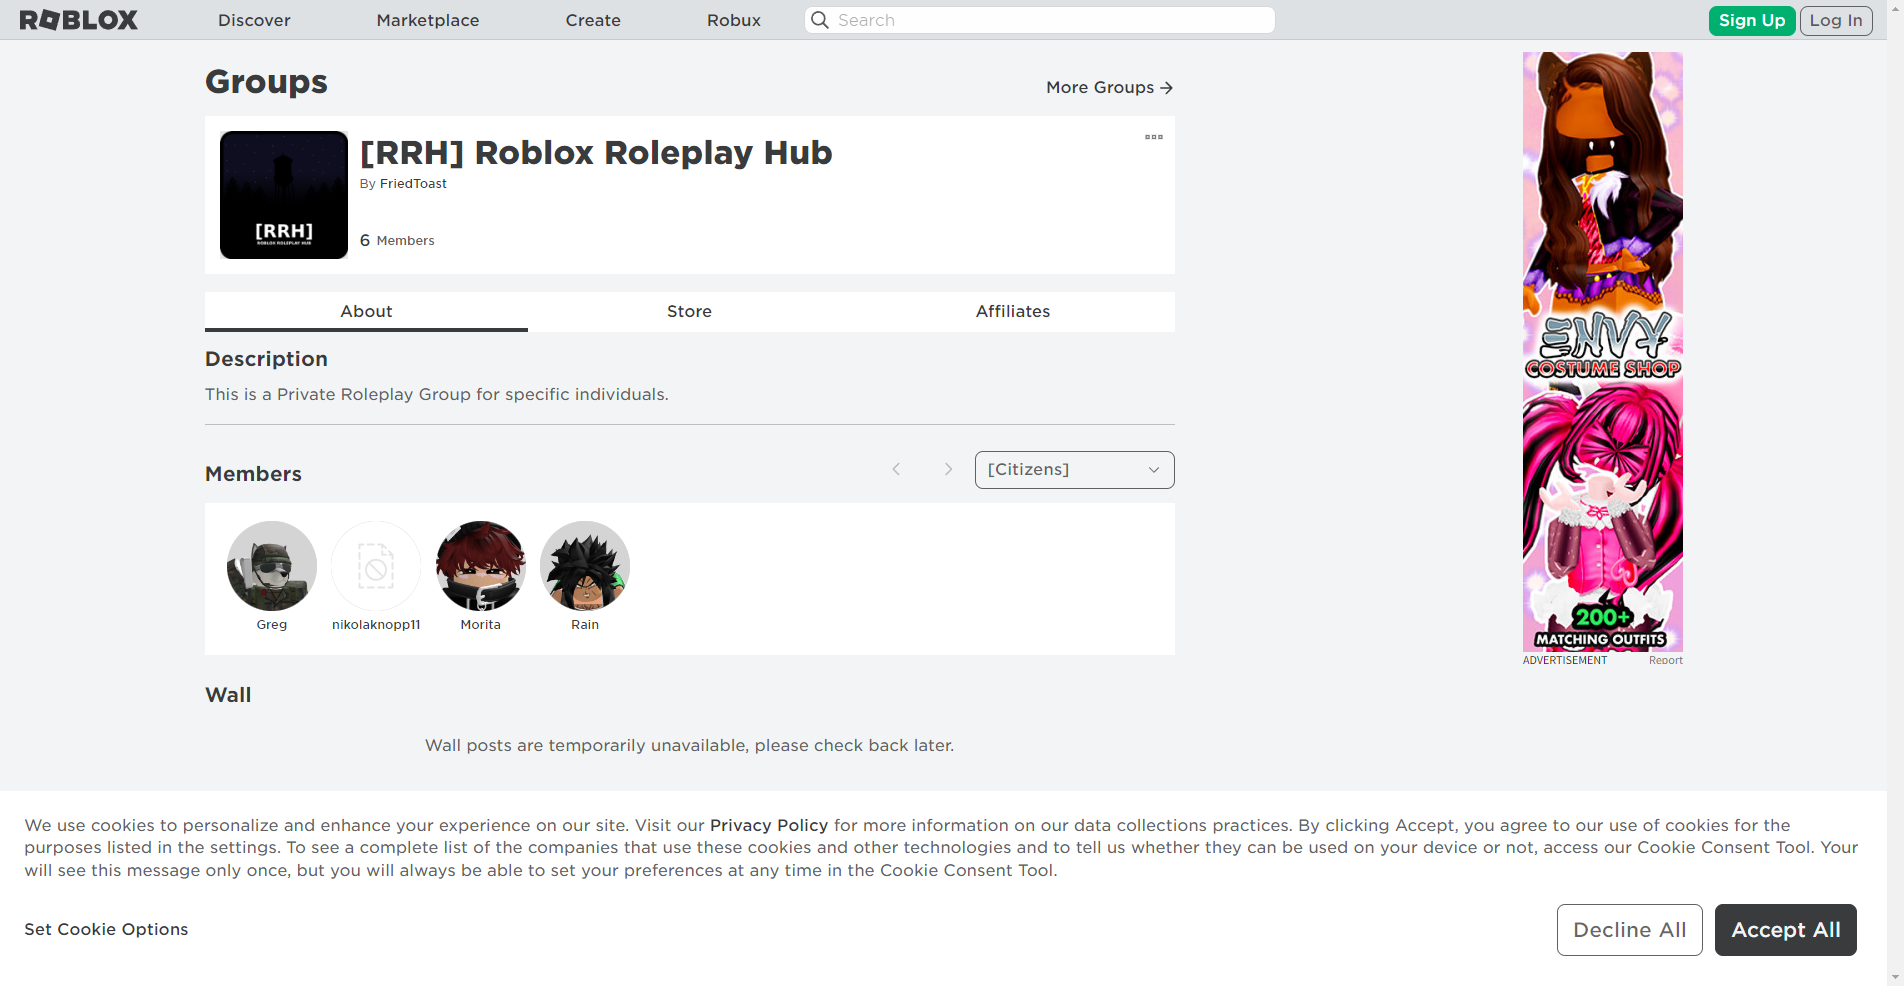 ROBLOX
Discover
Marketplace
Create
Robux
Search
Sign Up
Log In
Groups
More Groups
[RRH]
ROBLOX ROLEPLAY HUB
[RRH] Roblox Roleplay Hub
By FriedToast
6 Members
About
Store
Affiliates
Description
This is a Private Roleplay Group for specific individuals.
Members
[Citizens]
Greg
nikolaknopp11
Morita
Rain
Wall
Wall posts are temporarily unavailable, please check back later.
ENVY
COSTUME SHOP
200+
MATCHING OUTFITS
ADVERTISEMENT
Report
We use cookies to personalize and enhance your experience on our site. Visit our Privacy Policy for more information on our data collections practices. By clicking Accept, you agree to our use of cookies for the
purposes listed in the settings. To see a complete list of the companies that use these cookies and other technologies and to tell us whether they can be used on your device or not, access our Cookie Consent Tool. Your
will see this message only once, but you will always be able to set your preferences at any time in the Cookie Consent Tool.
Set Cookie Options
Decline All
Accept All